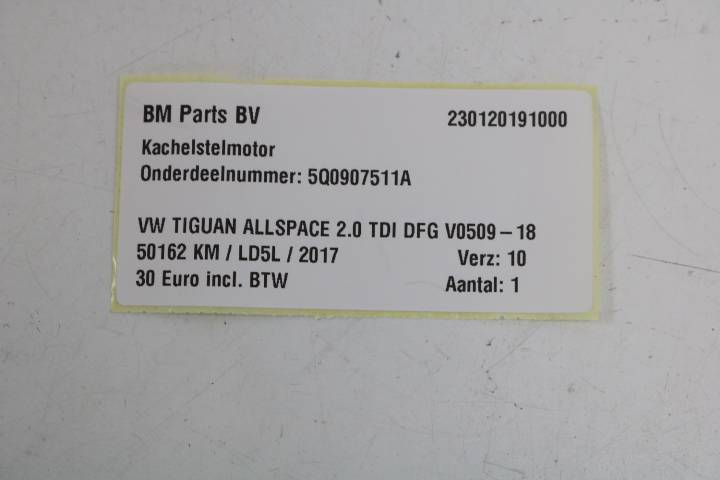 BM Parts BV 230120191000
Kachelstelmotor
Onderdeelnummer: 5Q0907511A
VW TIGUAN ALLSPACE 2.0 TDI DFG V0509-18
50162 KM / LD5L / 2017 Verz: 10
30 Euro incl. BTW Aantal: 1